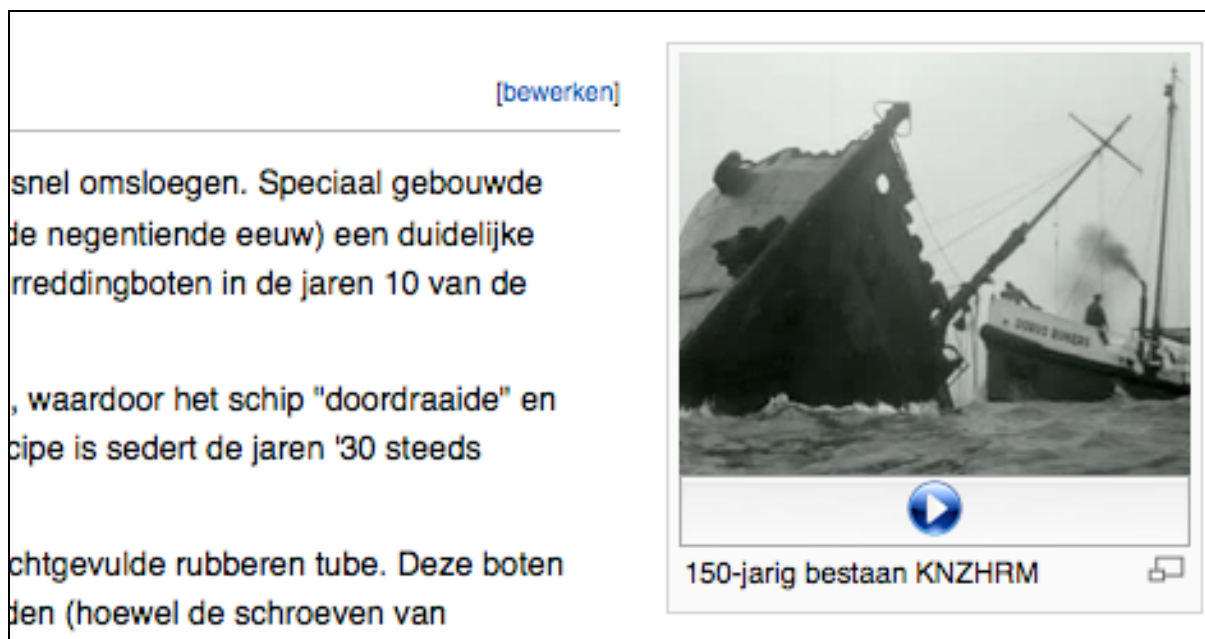 [bewerken]
snel omsloegen. Speciaal gebouwde
de negentiende eeuw) een duidelijke
rreddingboten in de jaren 10 van de
, waardoor het schip "doordraaide" en
cipe is sedert de jaren '30 steeds
chtgevulde rubberen tube. Deze boten
den (hoewel de schroeven van
DORUS RIJKERS
150-jarig bestaan KNZHRM